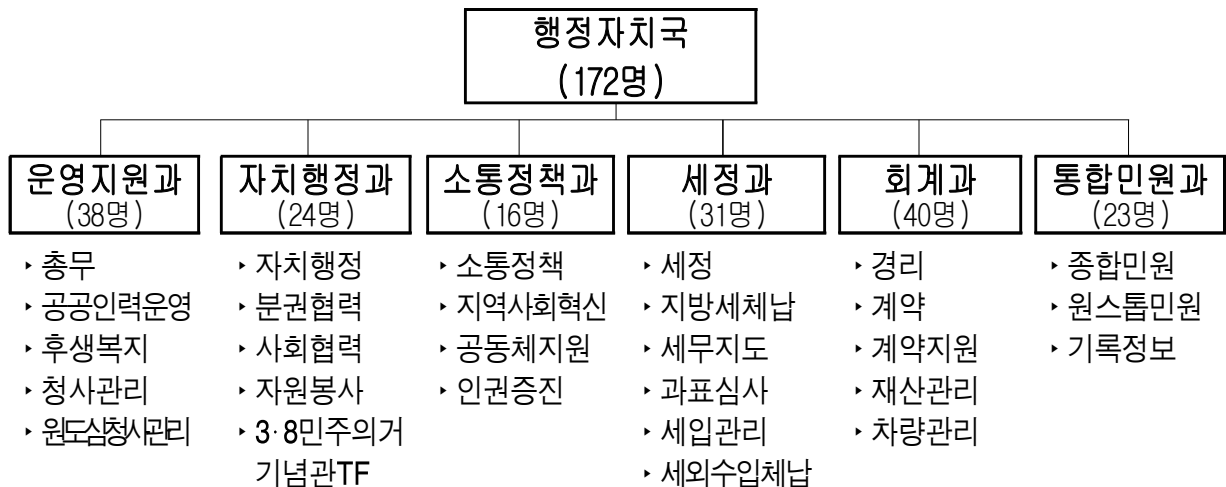 행정자치국
(172명)
운영지원과
(38명)
‣ 총무
‣ 공공인력운영
‣ 후생복지
‣ 청사관리
‣ 원도심청사관리
자치행정과
(24명)
‣ 자치행정
‣ 분권협력
‣ 사회협력
‣ 자원봉사
‣ 3·8민주의거
기념관TF
소통정책과
(16명)
‣ 소통정책
‣ 지역사회혁신
‣ 공동체지원
‣ 인권증진
세정과
(31명)
‣ 세정
‣ 지방세체납
‣ 세무지도
‣ 과표심사
‣ 세입관리
‣ 세외수입체납
회계과
(40명)
‣ 경리
‣ 계약
‣ 계약지원
‣ 재산관리
‣ 차량관리
통합민원과
(23명)
‣ 종합민원
‣ 원스톱민원
‣ 기록정보